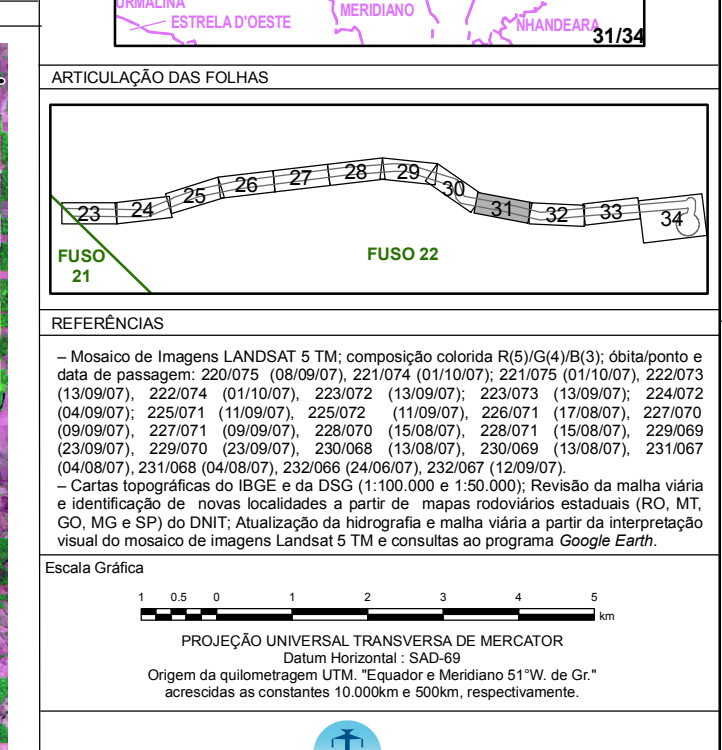 MERIDIANO
ESTRELA D'OESTE
NHANDEARA
31/34
ARTICULAÇÃO DAS FOLHAS
23 24 25 26 27 28 29 30 31 32 33 34
FUSO
21
FUSO 22
REFERÊNCIAS
– Mosaico de Imagens LANDSAT 5 TM; composição colorida R(5)/G(4)/B(3); óbita/ponto e
data de passagem: 220/075 (08/09/07), 221/074 (01/10/07); 221/075 (01/10/07), 222/073
(13/09/07), 222/074 (01/10/07), 223/072 (13/09/07); 223/073 (13/09/07); 224/072
(04/09/07); 225/071 (11/09/07), 225/072 (11/09/07), 226/071 (17/08/07), 227/070
(09/09/07), 227/071 (09/09/07), 228/070 (15/08/07), 228/071 (15/08/07), 229/069
(23/09/07), 229/070 (23/09/07), 230/068 (13/08/07), 230/069 (13/08/07), 231/067
(04/08/07), 231/068 (04/08/07), 232/066 (24/06/07), 232/067 (12/09/07).
– Cartas topográficas do IBGE e da DSG (1:100.000 e 1:50.000); Revisão da malha viária
e identificação de novas localidades a partir de mapas rodoviários estaduais (RO, MT,
GO, MG e SP) do DNIT; Atualização da hidrografia e malha viária a partir da interpretação
visual do mosaico de imagens Landsat 5 TM e consultas ao programa Google Earth.
Escala Gráfica
1 0.5 0 1 2 3 4 5
km
PROJEÇÃO UNIVERSAL TRANSVERSA DE MERCATOR
Datum Horizontal : SAD-69
Origem da quilometragem UTM. "Equador e Meridiano 51°W. de Gr."
acrescidas as constantes 10.000km e 500km, respectivamente.